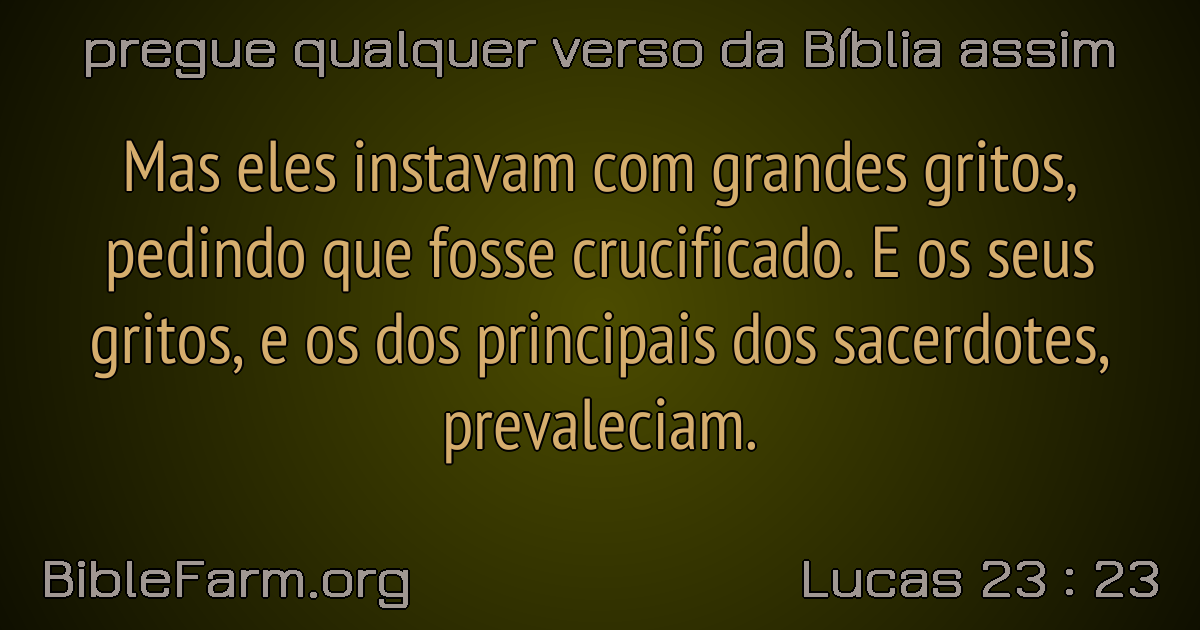 pregue qualquer verso da Bíblia assim
Mas eles instavam com grandes gritos,
pedindo que fosse crucificado. E os seus
gritos, e os dos principais dos sacerdotes,
prevaleciam.
BibleFarm.org
Lucas 23 : 23